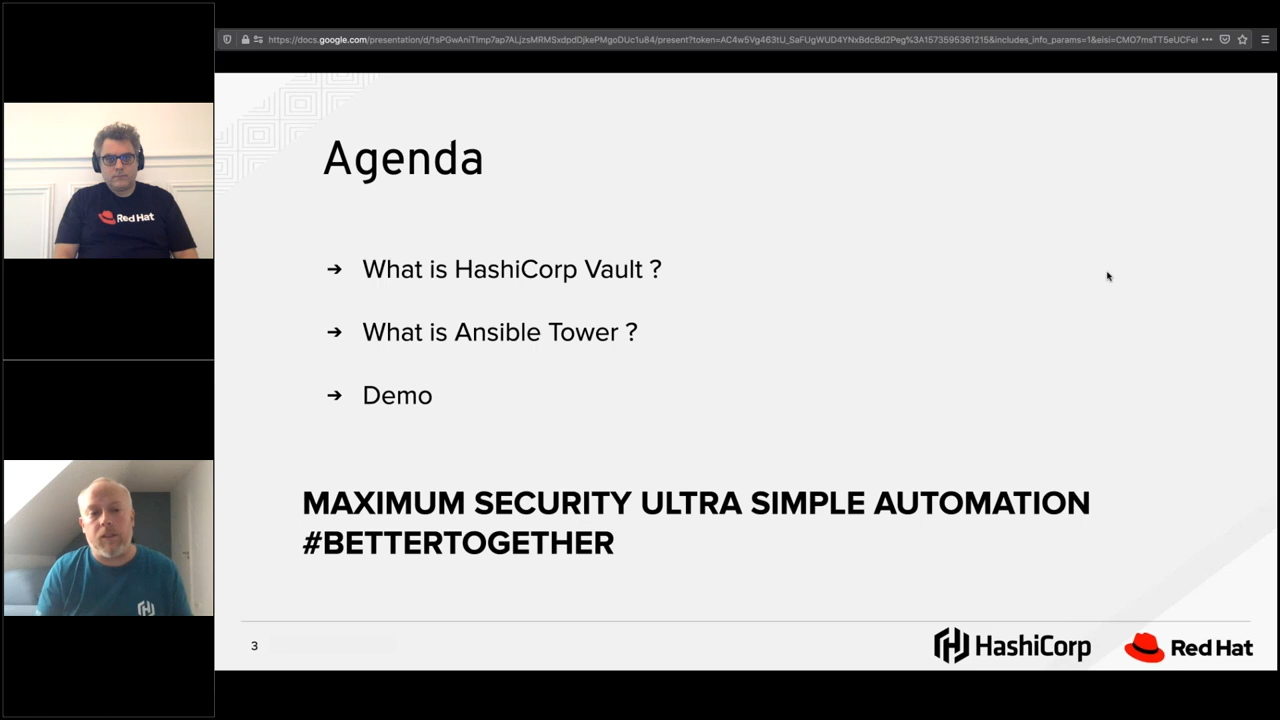 https://docs.google.com/presentation/d/1sPGwAniTImp7ap7ALjzsMRMSxdpdDjkePMgoDUc1u84/present?token=AC4w5Vg463tU_SaFUgWUD4YNxBdcBd2Peg%3A1573595361215&includes_info_params=1&eisi=CMO7msTT5eUCFel
Agenda
➔ What is HashiCorp Vault ?
➔ What is Ansible Tower ?
➔ Demo
MAXIMUM SECURITY ULTRA SIMPLE AUTOMATION
#BETTERTOGETHER
3
HashiCorp
Red Hat
Red Hat